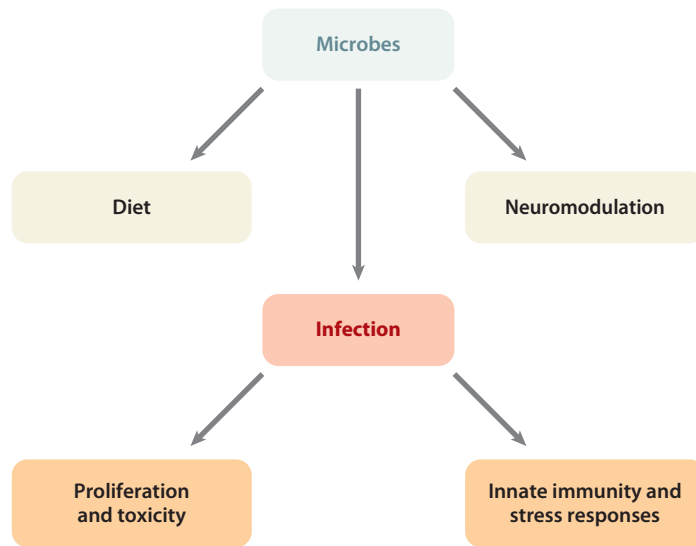 Microbes
Diet
Neuromodulation
Infection
Proliferation
and toxicity
Innate immunity and
stress responses